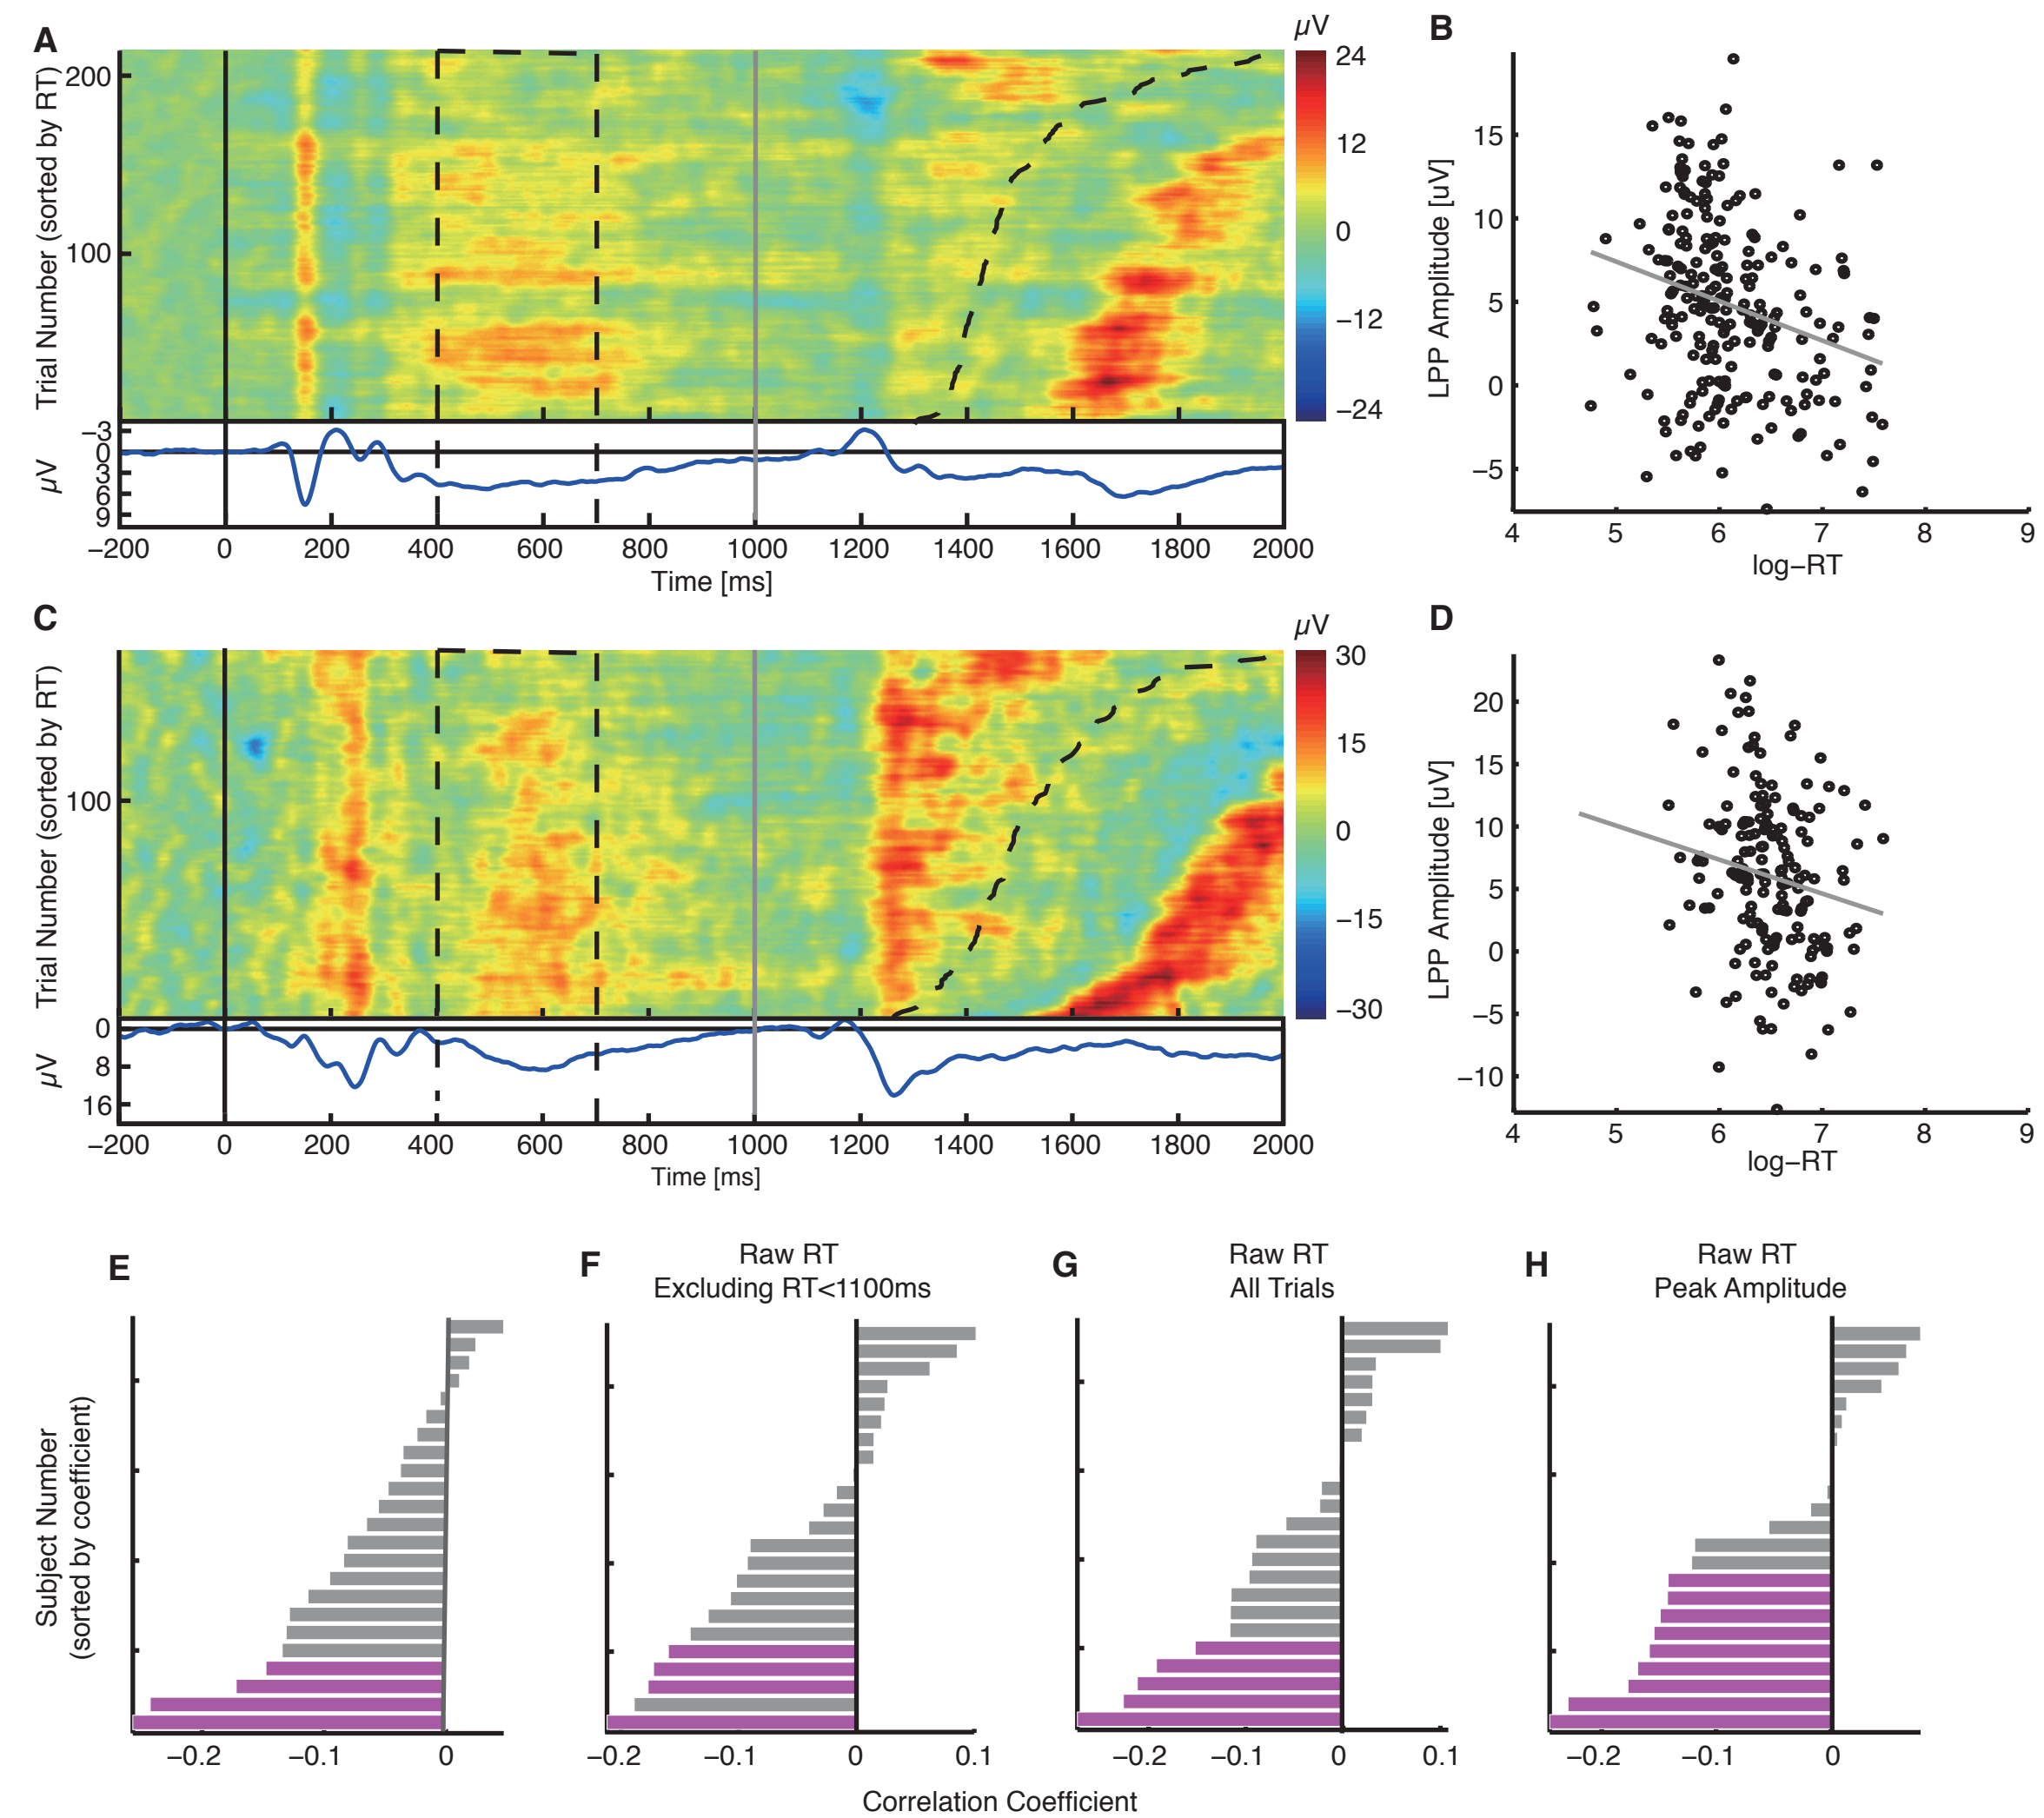 A
Trial Number (sorted by RT)
200
100
µV
24
12
0
−12
−24
µV
−3
0
3
6
9
−200 0 200 400 600 800 1000 1200 1400 1600 1800 2000
Time [ms]
B
LPP Amplitude [uV]
15
10
5
0
−5
4 5 6 7 8 9
log−RT
C
Trial Number (sorted by RT)
100
µV
30
15
0
−15
−30
µV
0
8
16
−200 0 200 400 600 800 1000 1200 1400 1600 1800 2000
Time [ms]
D
LPP Amplitude [uV]
20
15
10
5
0
−5
−10
4 5 6 7 8 9
log−RT
E
Subject Number
(sorted by coefficient)
−0.2 −0.1 0
F
Raw RT
Excluding RT<1100ms
−0.2 −0.1 0 0.1
G
Raw RT
All Trials
−0.2 −0.1 0 0.1
H
Raw RT
Peak Amplitude
−0.2 −0.1 0
Correlation Coefficient